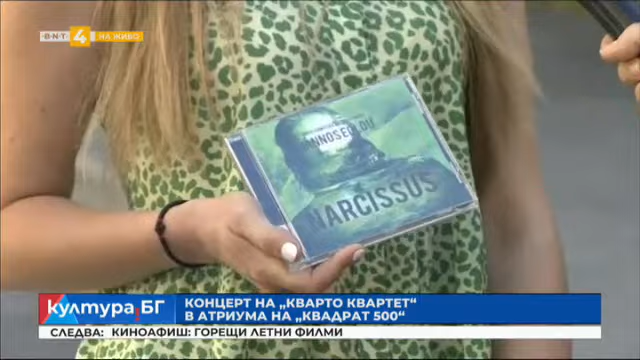 B•N•T 4 НА ЖИВО
NARCISSUS
КУЛТУРА.БГ
КОНЦЕРТ НА „КВАРТО КВАРТЕТ“
В АТРИУМА НА „КВАДРАТ 500“
СЛЕДВА: КИНОАФИШ: ГОРЕЩИ ЛЕТНИ ФИЛМИ